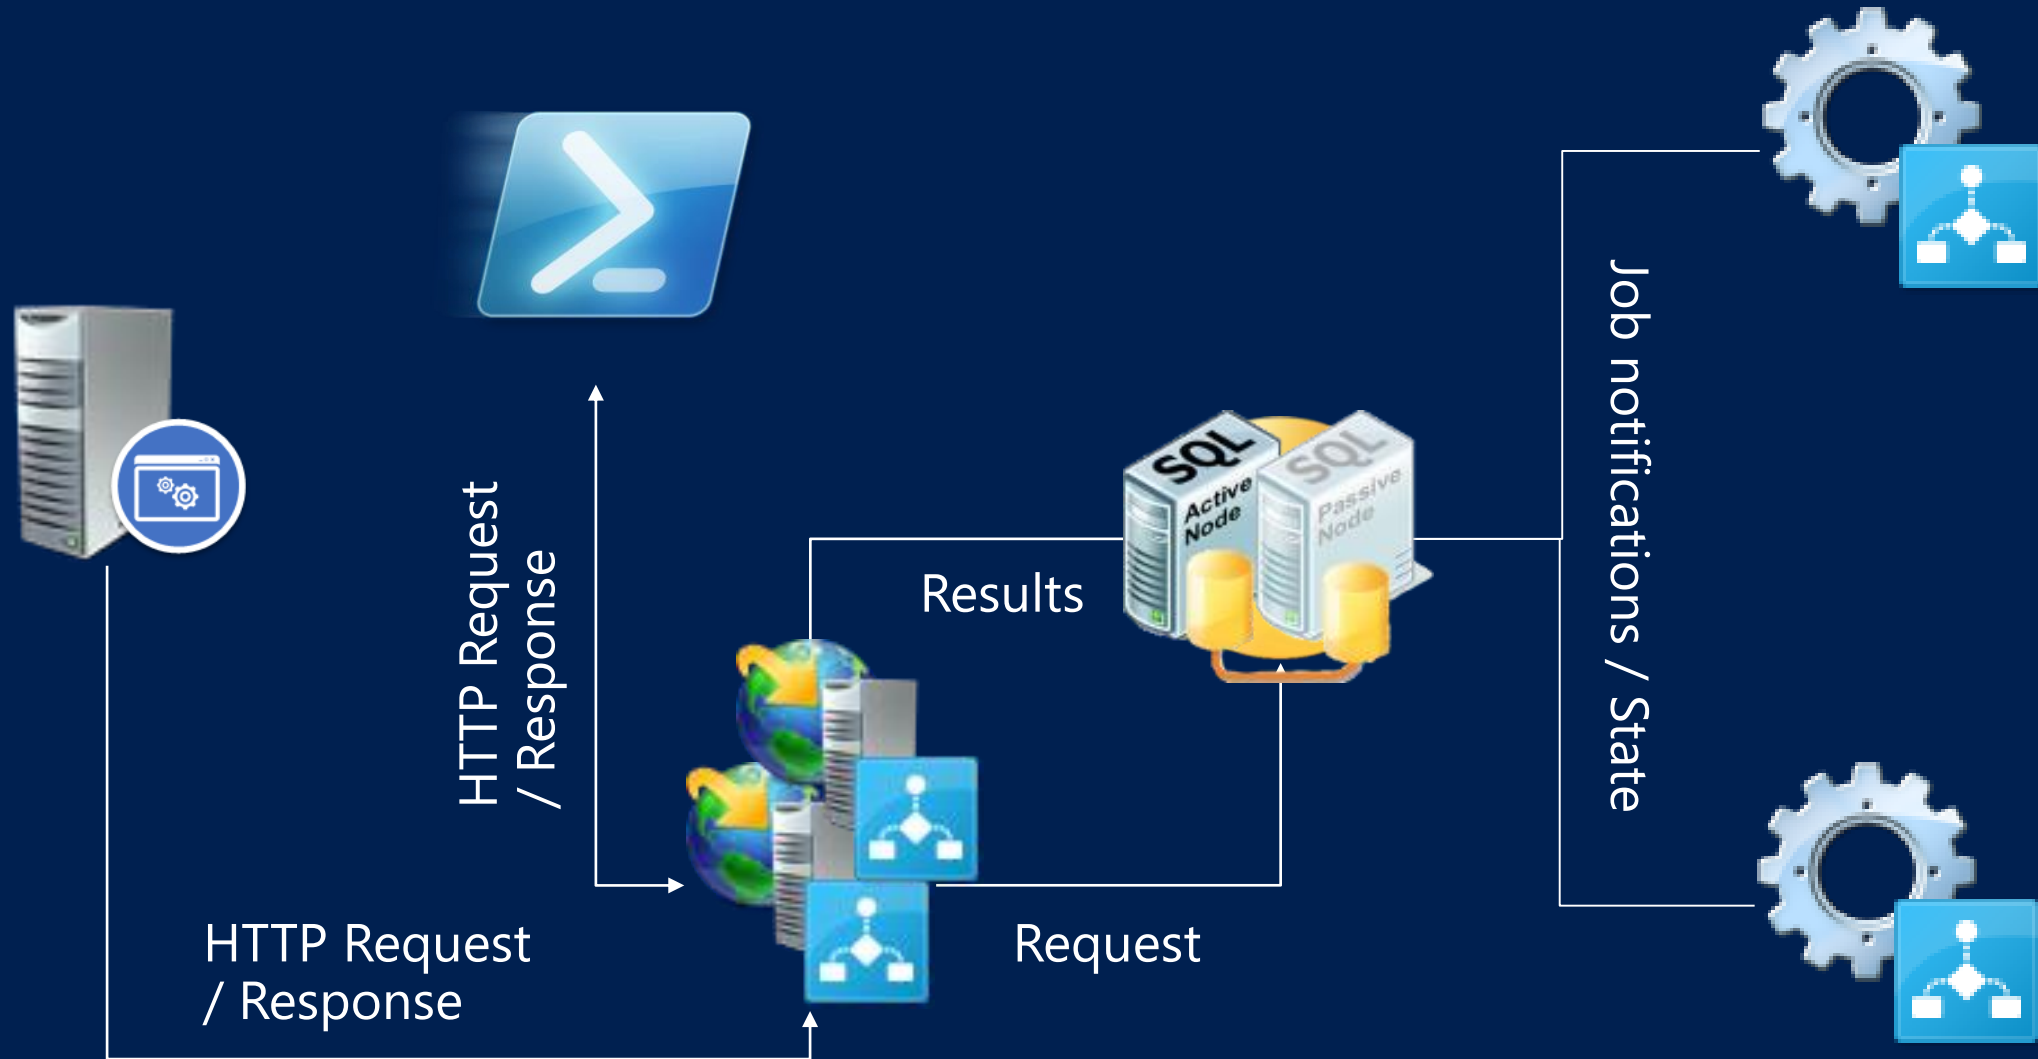 HTTP Request
/ Response
HTTP Request
/ Response
Results
Request
SQL
Active
Node
SQL
Passive
Node
Job notifications / State